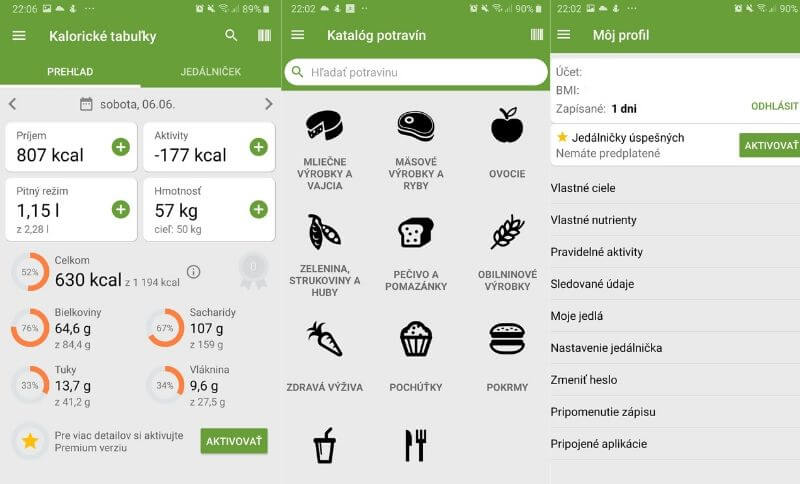 22:06
89%
Kalorické tabuľky
PREHĽAD
JEDÁLNIČEK
sobota, 06.06.
Príjem
807 kcal
Aktivity
-177 kcal
Pitný režim
1,15 l
z 2,28 l
Hmotnosť
57 kg
cieľ: 50 kg
52%
Celkom
630 kcal z 1 194 kcal
0
76%
Bielkoviny
64,6 g
z 84,4 g
67%
Sacharidy
107 g
z 159 g
33%
Tuky
13,7 g
z 41,2 g
34%
Vláknina
9,6 g
z 27,5 g
Pre viac detailov si aktivujte
Premium verziu
AKTIVOVAŤ
22:02
90%
Katalóg potravín
Hľadať potravinu
MLIEČNE
VÝROBKY A
VAJCIA
MÄSOVÉ
VÝROBKY A
RYBY
OVOCIE
ZELENINA,
STRUKOVINY A
HUBY
PEČIVO A
POMAZÁNKY
OBILNINOVÉ
VÝROBKY
ZDRAVÁ VÝŽIVA
POCHÚŤKY
POKRMY
22:02
90%
Môj profil
Účet:
BMI:
Zapísané: 1 dni
ODHLÁSIT
Jedálničky úspešných
Nemáte predplatené
AKTIVOVAŤ
Vlastné ciele
Vlastné nutrienty
Pravidelné aktivity
Sledované údaje
Moje jedlá
Nastavenie jedálnička
Zmeniť heslo
Pripomenutie zápisu
Pripojené aplikácie